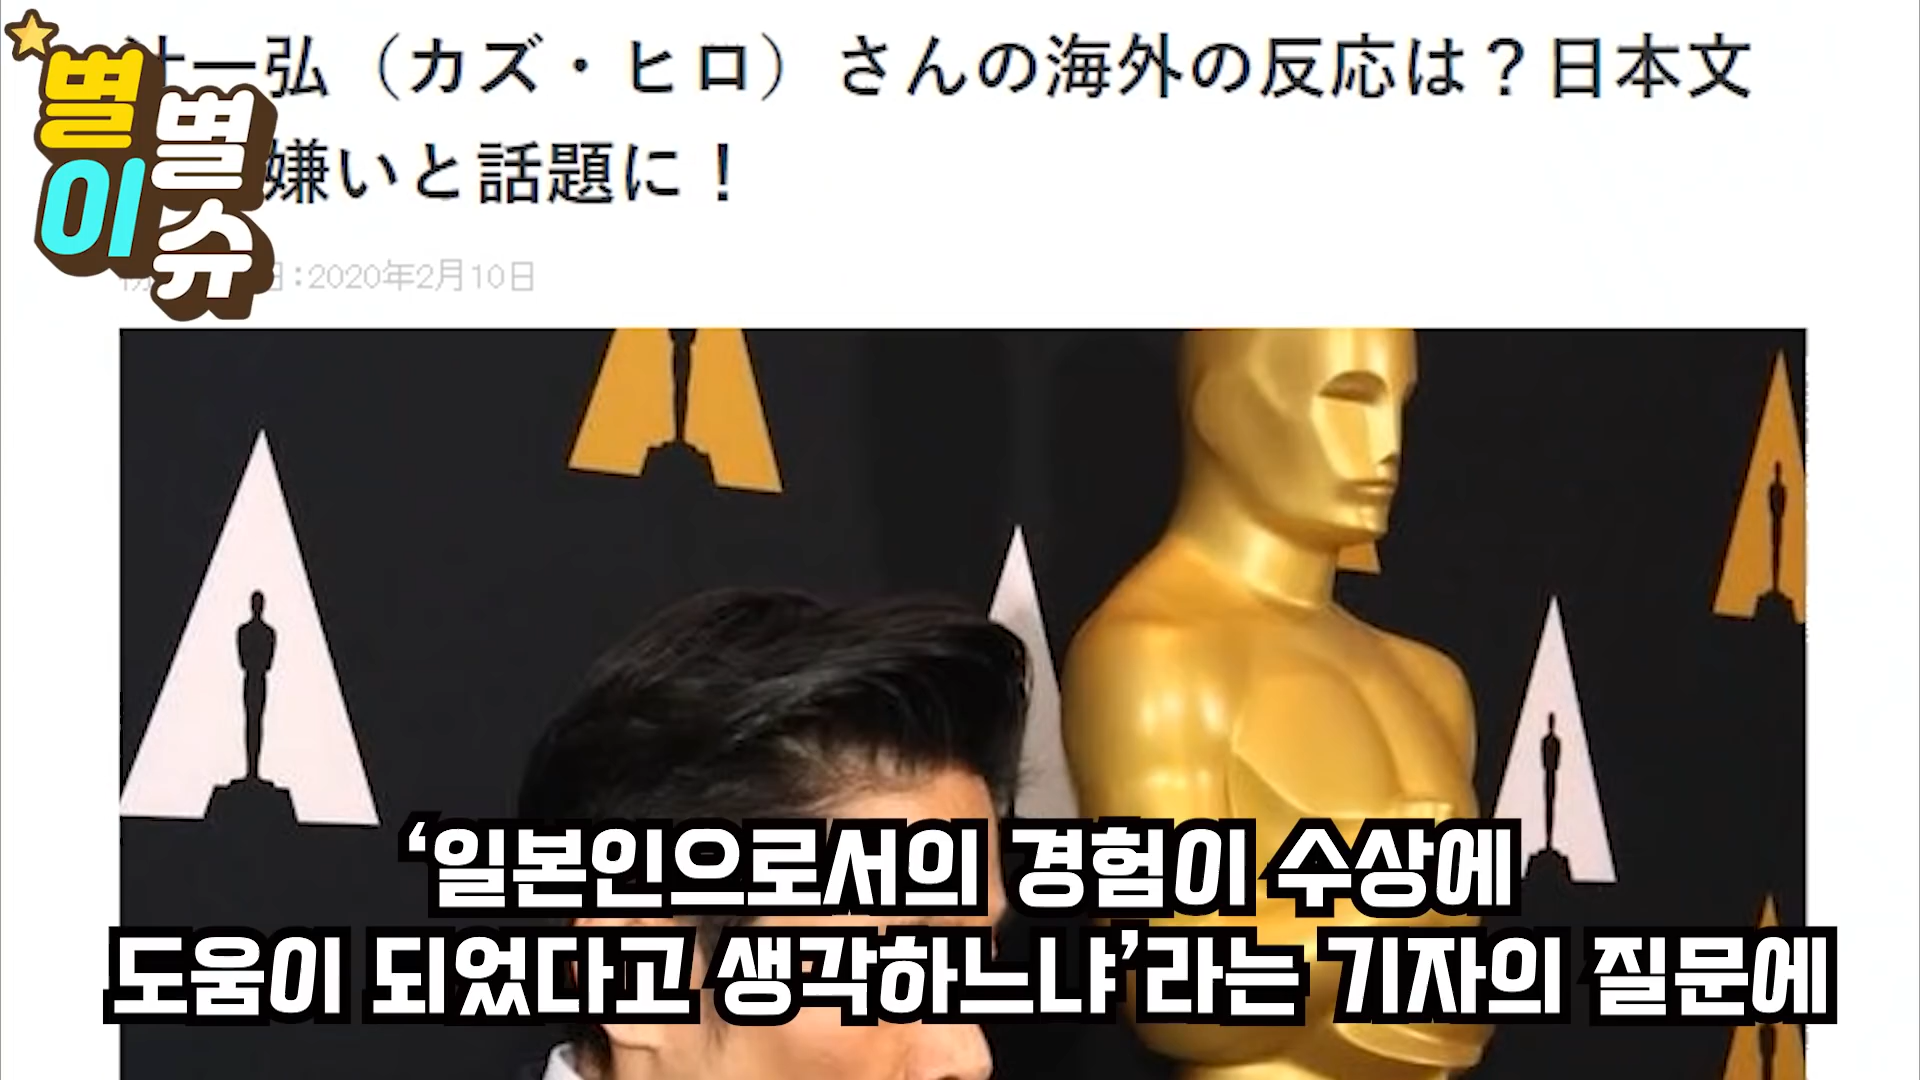 별별이슈
一弘（カズ・ヒロ）さんの海外の反応は？日本文
嫌いと話題に！
日:2020年2月10日
‘일본인으로서의 경험이 수상에
도움이 되었다고 생각하느냐’라는 기자의 질문에